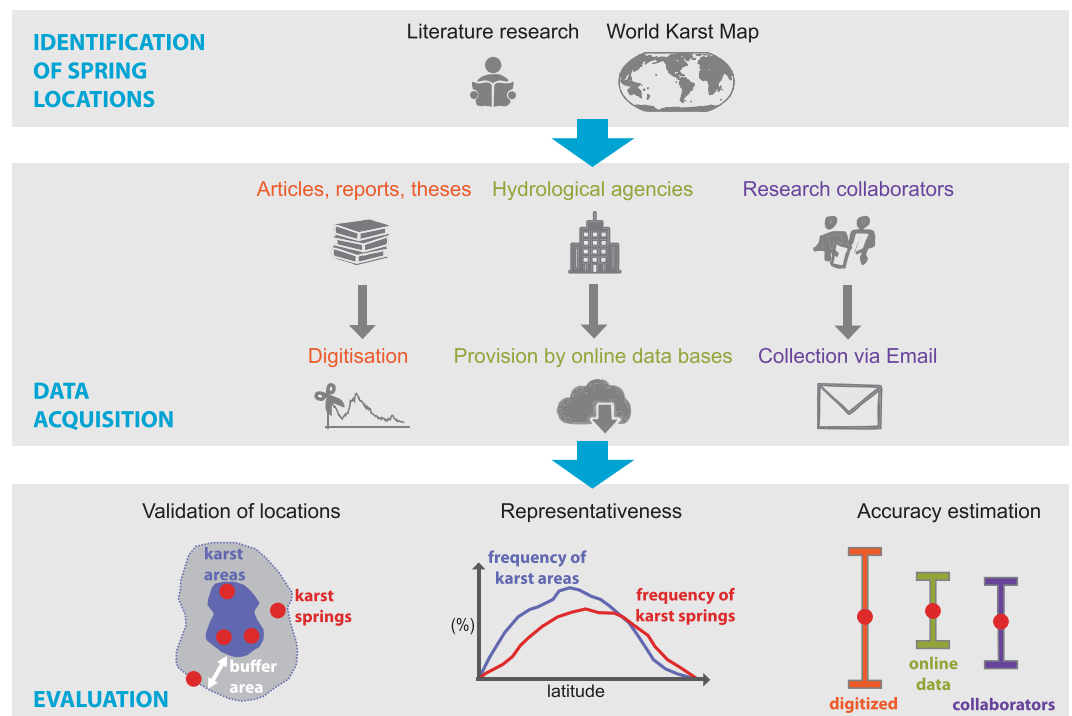 IDENTIFICATION
OF SPRING
LOCATIONS
Literature research
World Karst Map
Articles, reports, theses
Hydrological agencies
Research collaborators
Digitisation
Provision by online data bases
Collection via Email
DATA
ACQUISITION
Validation of locations
karst
areas
karst
springs
buffer
area
Representativeness
frequency of
karst areas
frequency of
karst springs
(%)
latitude
Accuracy estimation
digitized
online
data
collaborators
EVALUATION